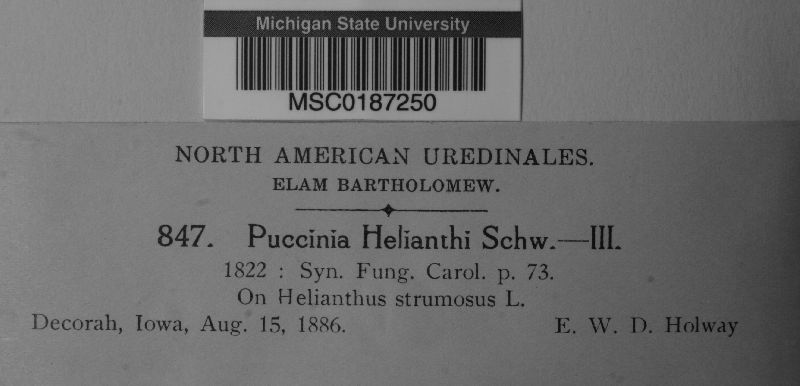 Michigan State University
MSC0187250
NORTH AMERICAN UREDINALES.
ELAM BARTHOLOMEW.
847. Puccinia Helianthi Schw.—III.
1822 : Syn. Fung. Carol. p. 73.
On Helianthus strumosus L.
Decorah, Iowa, Aug. 15, 1886. E. W. D. Holway